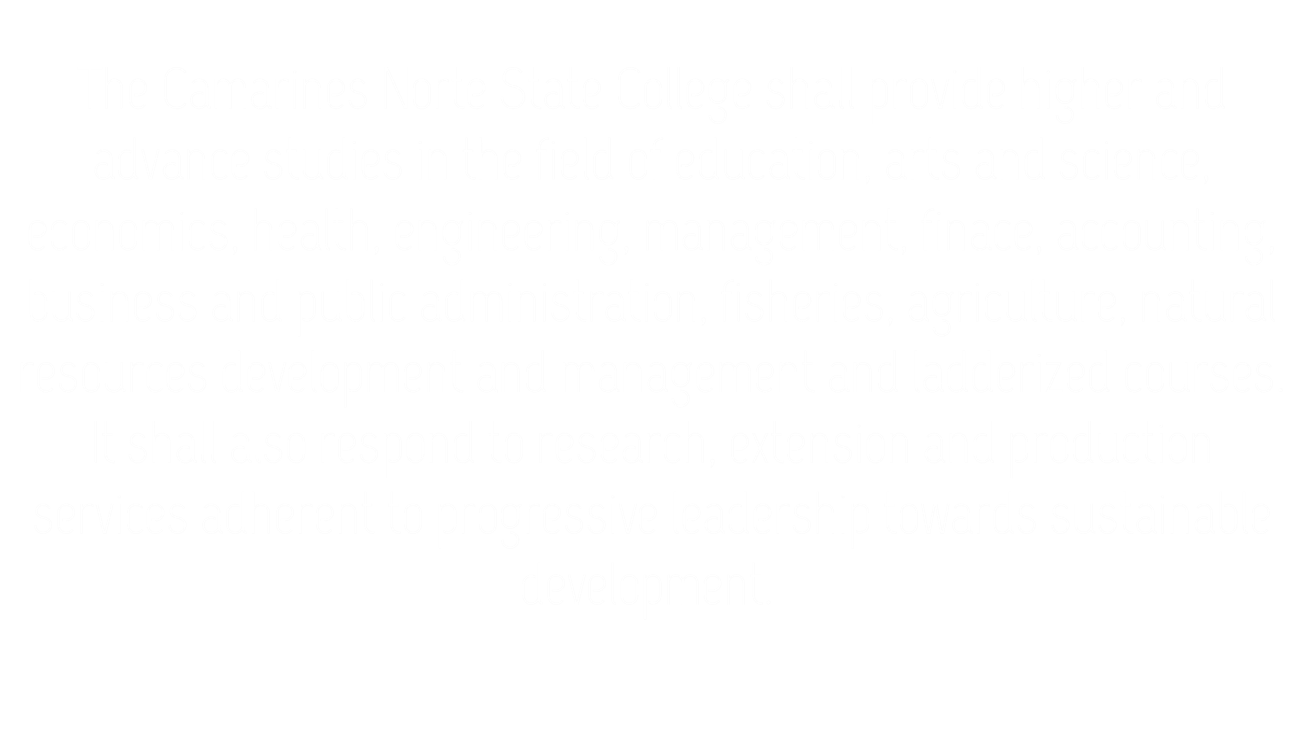 The Camarines Norte State College shall provide higher and
advance studies in the field of education, arts and science,
economics, health, engineering, management, finance, accounting,
business and public administration, fisheries, agriculture, natural
resources development and management and ladderized courses.
It shall also respond to research, extension and production
services adherent to progressive leadership towards sustainable
development.